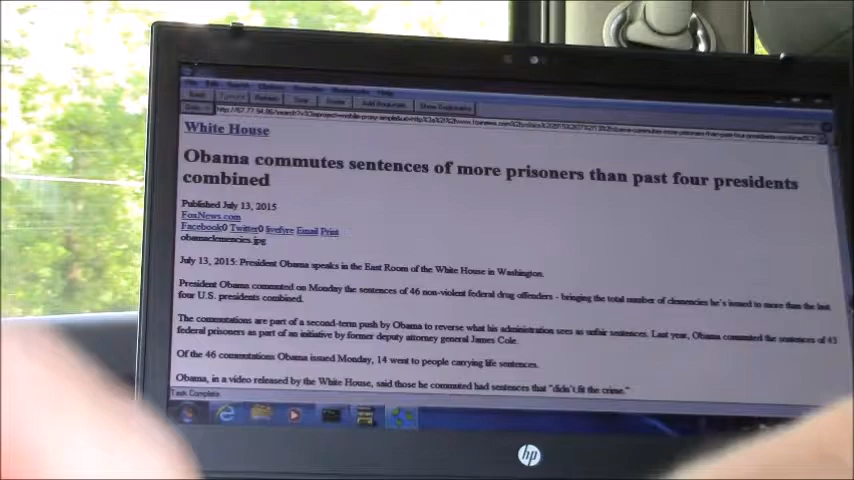 Add Bookmark
White House
Obama commutes sentences of more prisoners than past four presidents
combined
Published July 13, 2015
FoxNews.com
Facebook0 Twitter0 livefyre Email Print
obamaclemencies.jpg
July 13, 2015: President Obama speaks in the East Room of the White House in Washington.
President Obama commuted on Monday the sentences of 46 non-violent federal drug offenders - bringing the total number of clemencies he's issued to more than the last
four U.S. presidents combined.
The commutations are part of a second-term push by Obama to reverse what his administration sees as unfair sentences. Last year, Obama commuted the sentences of 43
federal prisoners as part of an initiative by former deputy attorney general James Cole.
Of the 46 commutations Obama issued Monday, 14 went to people carrying life sentences.
Obama, in a video released by the White House, said those he commuted had sentences that "didn't fit the crime."
Task Complete
hp